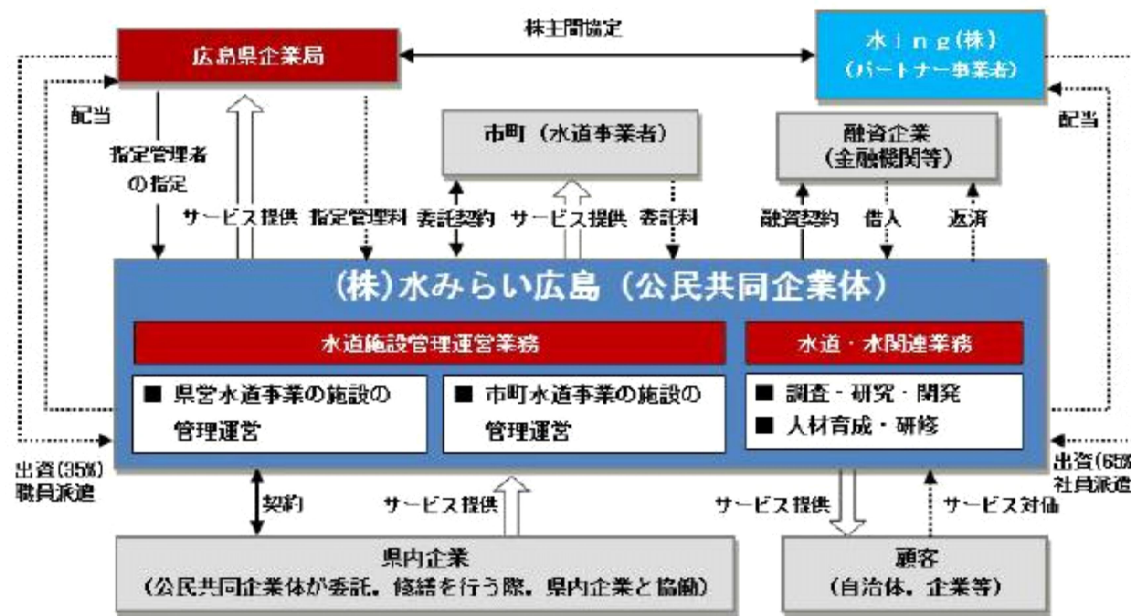 株主間協定
広島県企業局
水ing(株)
(パートナー事業者)
配当
配当
指定管理者
の指定
市町(水道事業者)
融資企業
(金融機関等)
サービス提供
指定管理料
委託契約
サービス提供
委託料
融資契約
借入
返済
(株)水みらい広島(公民共同企業体)
水道施設管理運営業務
水道・水関連業務
■ 県営水道事業の施設の
管理運営
■ 市町水道事業の施設の
管理運営
■ 調査・研究・開発
■ 人材育成・研修
出資(35%)
職員派遣
出資(65%
社員派遣
契約
サービス提供
サービス提供
サービス対価
県内企業
(公民共同企業体が委託,修繕を行う際,県内企業と協働)
顧客
(自治体,企業等)